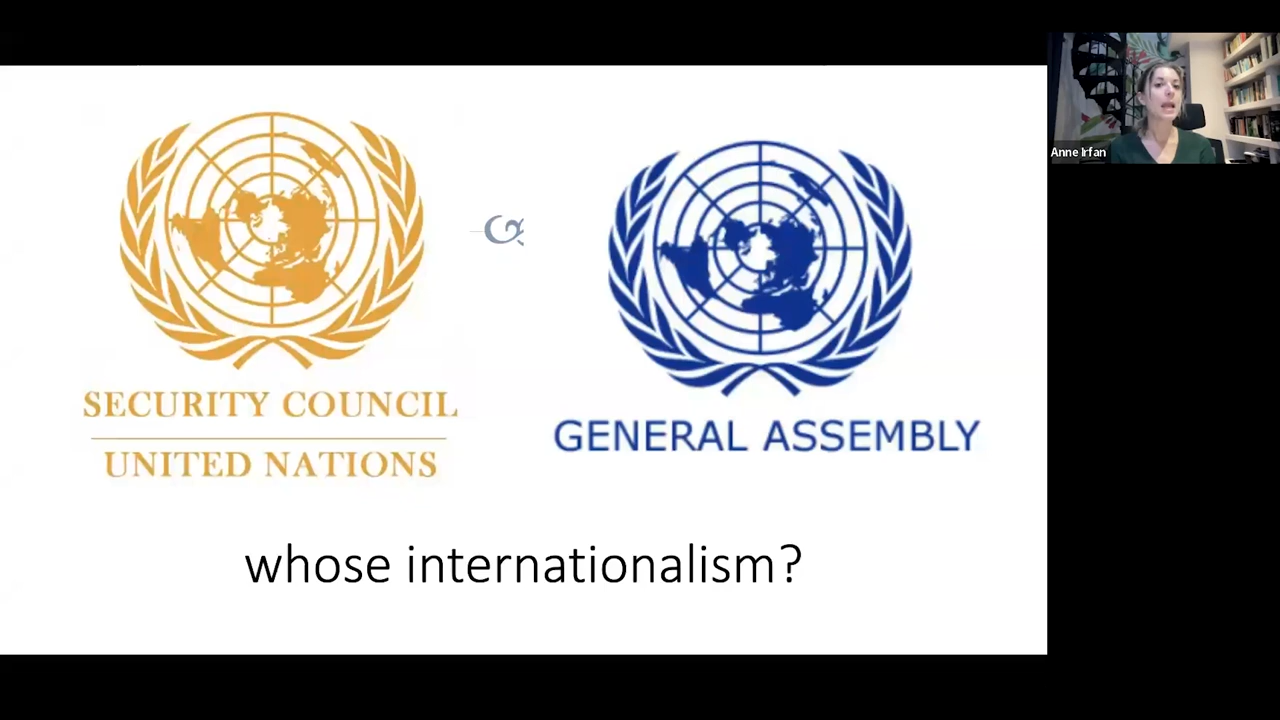 SECURITY COUNCIL
UNITED NATIONS
GENERAL ASSEMBLY
whose internationalism?
Anne Irfan